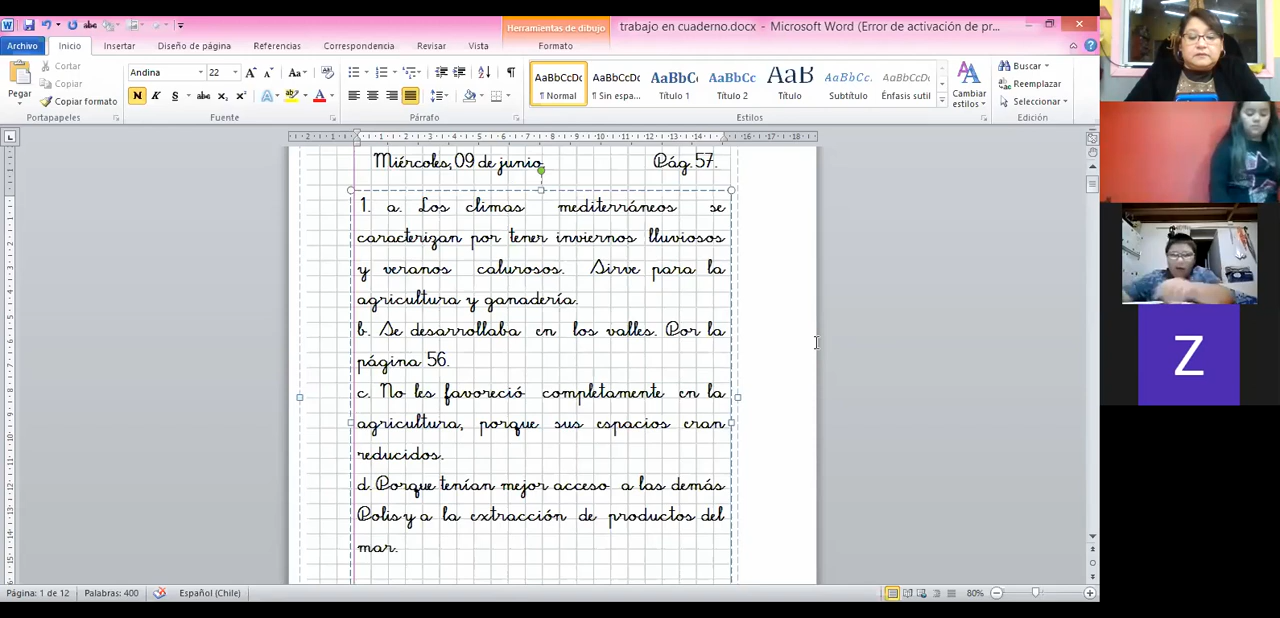 Herramientas de dibujo
trabajo en cuaderno.docx - Microsoft Word (Error de activación de pr...
Archivo Inicio Insertar Diseño de página Referencias Correspondencia Revisar Vista Formato
Pegar
Cortar
Copiar
Copiar formato
Portapapeles
Andina 22
N K S abc x₂ x²
Fuente
Párrafo
AaBbCcDc AaBbCcDc AaBbC AaBbCc AaB AaBbCc. AaBbCcDc
¶ Normal ¶ Sin espa... Título 1 Título 2 Título Subtítulo Énfasis sutil
Cambiar estilos
Estilos
Buscar
Reemplazar
Seleccionar
Edición
Miércoles, 09 de junio Pág. 57.
1. a. Los climas mediterráneos se
caracterizan por tener inviernos lluviosos
y veranos calurosos. Sirve para la
agricultura y ganadería.
b. Se desarrollaba en los valles. Por la
página 56.
c. No les favoreció completamente en la
agricultura, porque sus espacios eran
reducidos.
d. Porque tenían mejor acceso a las demás
Polis y a la extracción de productos del
mar.
Z
Página: 1 de 12 Palabras: 400 Español (Chile) 80%